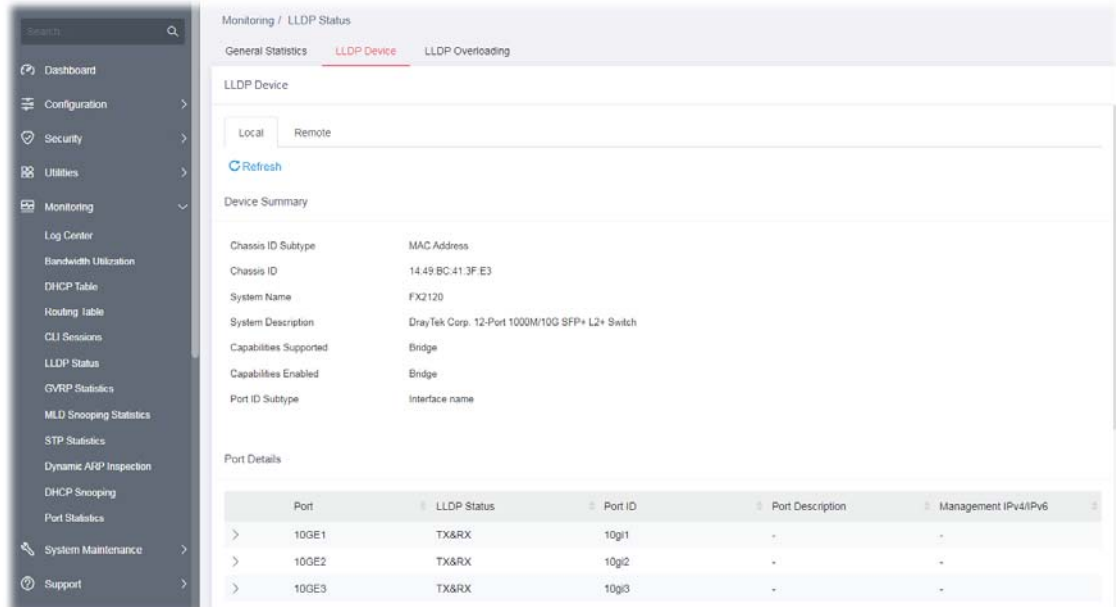 Search
Dashboard
Configuration
Security
Utilities
Monitoring
Log Center
Bandwidth Utilization
DHCP Table
Routing Table
CLI Sessions
LLDP Status
GVRP Statistics
MLD Snooping Statistics
STP Statistics
Dynamic ARP Inspection
DHCP Snooping
Port Statistics
System Maintenance
Support
Monitoring / LLDP Status
General Statistics LLDP Device LLDP Overloading
LLDP Device
Local Remote
Refresh
Device Summary
Chassis ID Subtype MAC Address
Chassis ID 14:49:BC:41:3F:E3
System Name FX2120
System Description DrayTek Corp. 12-Port 1000M/10G SFP+ L2+ Switch
Capabilities Supported Bridge
Capabilities Enabled Bridge
Port ID Subtype Interface name
Port Details
Port LLDP Status Port ID Port Description Management IPv4/IPv6
10GE1 TX&RX 10gi1 - -
10GE2 TX&RX 10gi2 - -
10GE3 TX&RX 10gi3 - -